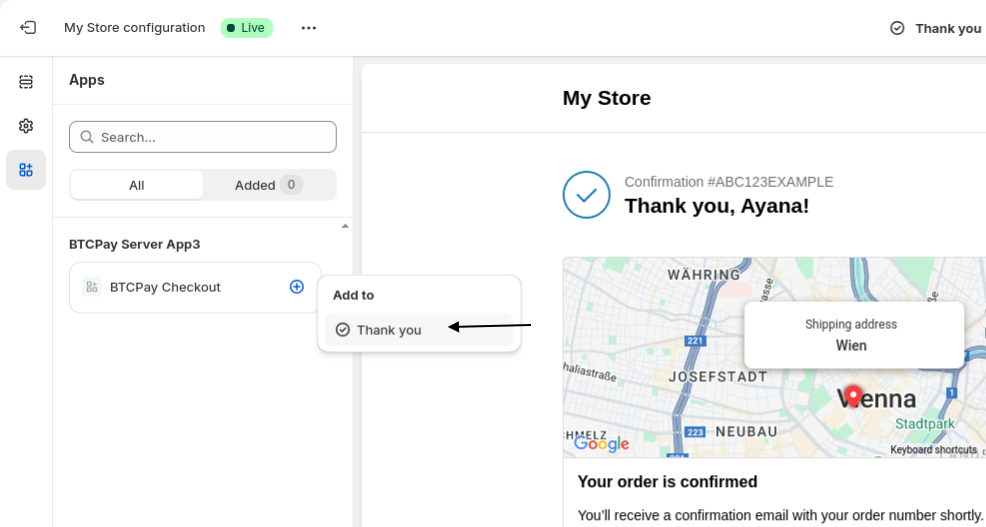 My Store configuration
Live
Thank you
Apps
Search...
All
Added 0
BTCPay Server App3
BTCPay Checkout
Add to
Thank you
My Store
Confirmation #ABC123EXAMPLE
Thank you, Ayana!
WÄHRING
Shipping address
Wien
221
JOSEFSTADT
Vienna
1
Stadtpark
223
NEUBAU
Google
Keyboard shortcuts
Your order is confirmed
You’ll receive a confirmation email with your order number shortly.